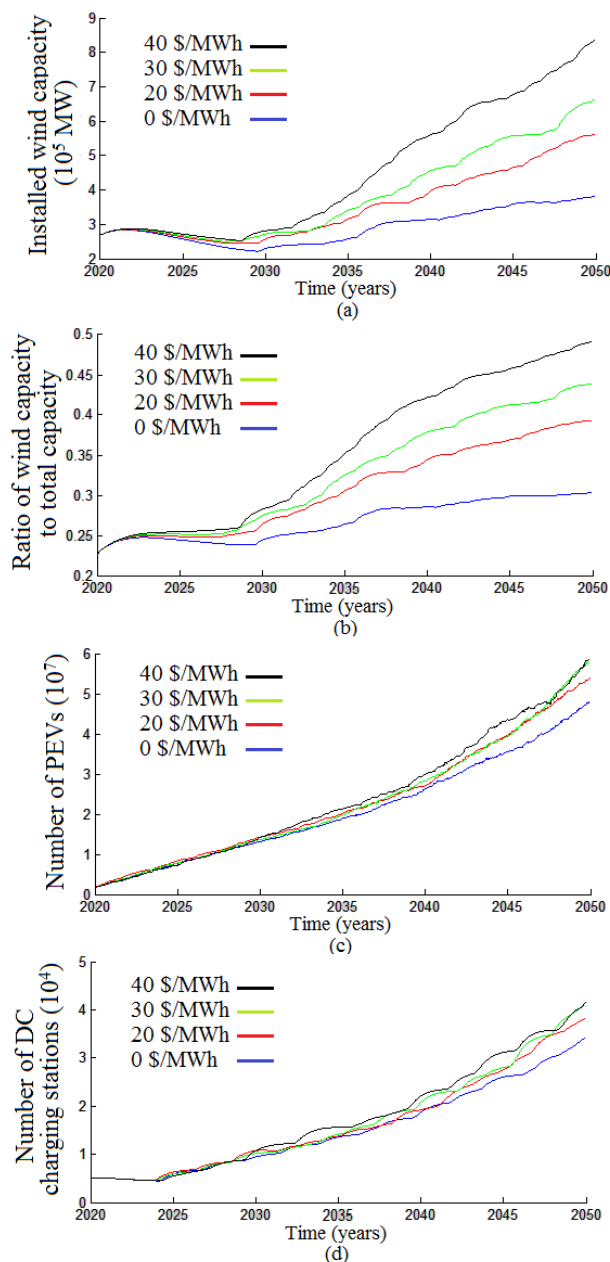 9
8
7
6
5
4
3
2
Installed wind capacity
(10⁵ MW)
40 $/MWh
30 $/MWh
20 $/MWh
0 $/MWh
2020 2025 2030 2035 2040 2045 2050
Time (years)
(a)
0.5
0.45
0.4
0.35
0.3
0.25
0.2
Ratio of wind capacity
to total capacity
40 $/MWh
30 $/MWh
20 $/MWh
0 $/MWh
2020 2025 2030 2035 2040 2045 2050
Time (years)
(b)
6
5
4
3
2
1
0
Number of PEVs (10⁷)
40 $/MWh
30 $/MWh
20 $/MWh
0 $/MWh
2020 2025 2030 2035 2040 2045 2050
Time (years)
(c)
5
4
3
2
1
0
Number of DC
charging stations (10⁴)
40 $/MWh
30 $/MWh
20 $/MWh
0 $/MWh
2020 2025 2030 2035 2040 2045 2050
Time (years)
(d)